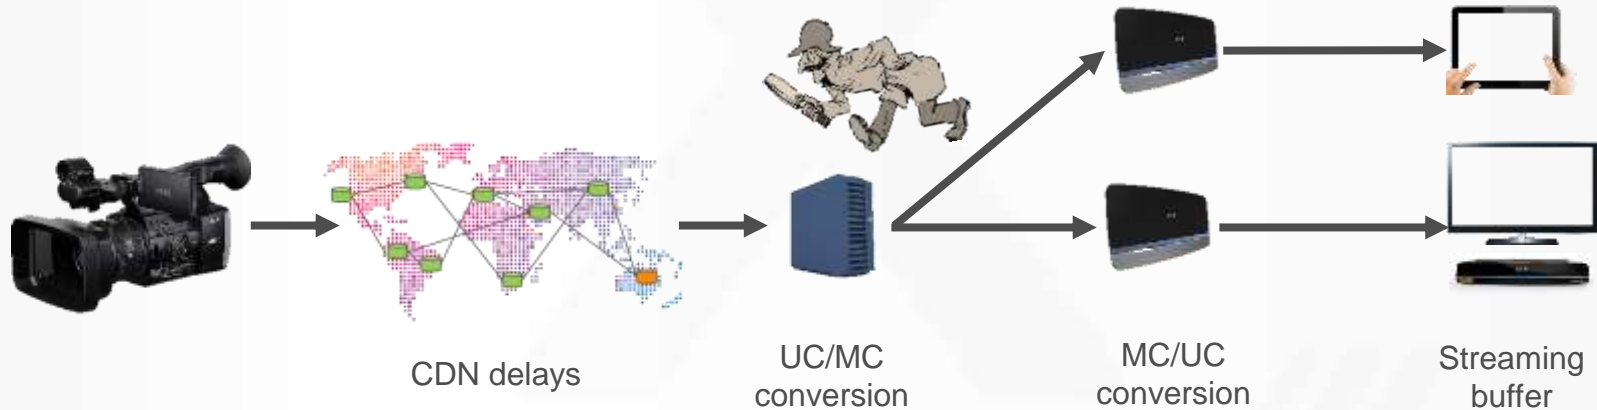 CDN delays
UC/MC
conversion
MC/UC
conversion
Streaming
buffer